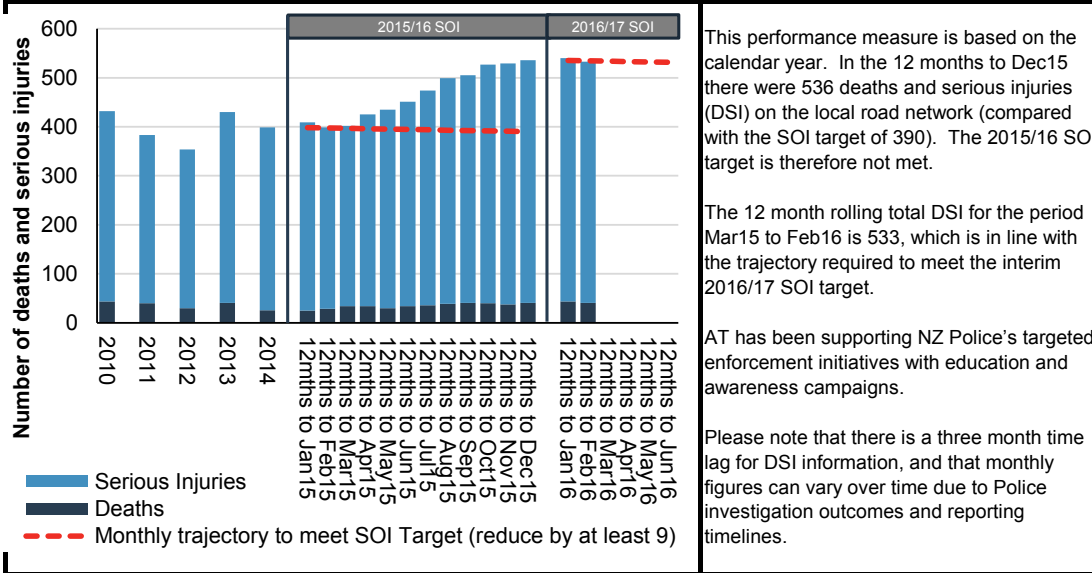 2015/16 SOI
2016/17 SOI
Number of deaths and serious injuries
600
500
400
300
200
100
0
2010
2011
2012
2013
2014
12mths to Jan15
12mths to Feb15
12mths to Mar15
12mths to Apr15
12mths to May15
12mths to Jun15
12mths to Jul15
12mths to Aug15
12mths to Sep15
12mths to Oct15
12mths to Nov15
12mths to Dec15
12mths to Jan16
12mths to Feb16
12mths to Mar16
12mths to Apr16
12mths to May16
12mths to Jun16
Serious Injuries
Deaths
Monthly trajectory to meet SOI Target (reduce by at least 9)
This performance measure is based on the
calendar year. In the 12 months to Dec15
there were 536 deaths and serious injuries
(DSI) on the local road network (compared
with the SOI target of 390). The 2015/16 SOI
target is therefore not met.
The 12 month rolling total DSI for the period
Mar15 to Feb16 is 533, which is in line with
the trajectory required to meet the interim
2016/17 SOI target.
AT has been supporting NZ Police's targeted
enforcement initiatives with education and
awareness campaigns.
Please note that there is a three month time
lag for DSI information, and that monthly
figures can vary over time due to Police
investigation outcomes and reporting
timelines.